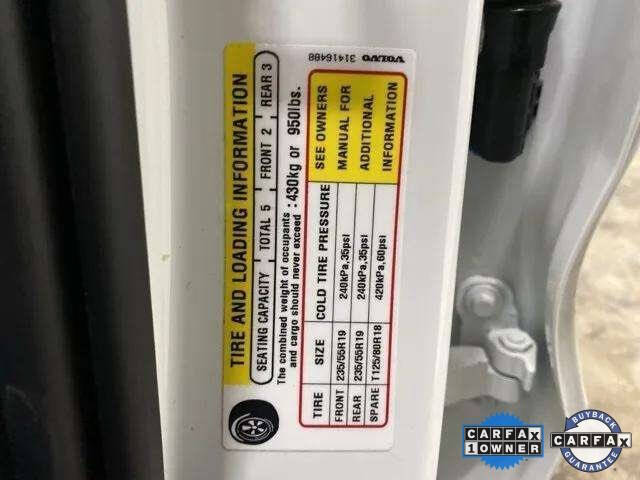 TIRE AND LOADING INFORMATION
SEATING CAPACITY | TOTAL 5 | FRONT 2 | REAR 3
The combined weight of occupants and cargo should never exceed : 430kg or 950lbs.
TIRE SIZE COLD TIRE PRESSURE
FRONT 235/55R19 240kPa,35psi
REAR 235/55R19 240kPa,35psi
SPARE T125/80R18 420kPa,60psi
SEE OWNERS
MANUAL FOR
ADDITIONAL
INFORMATION
VOLVO 31416488
CARFAX
1 OWNER
BUYBACK
CARFAX
GUARANTEE